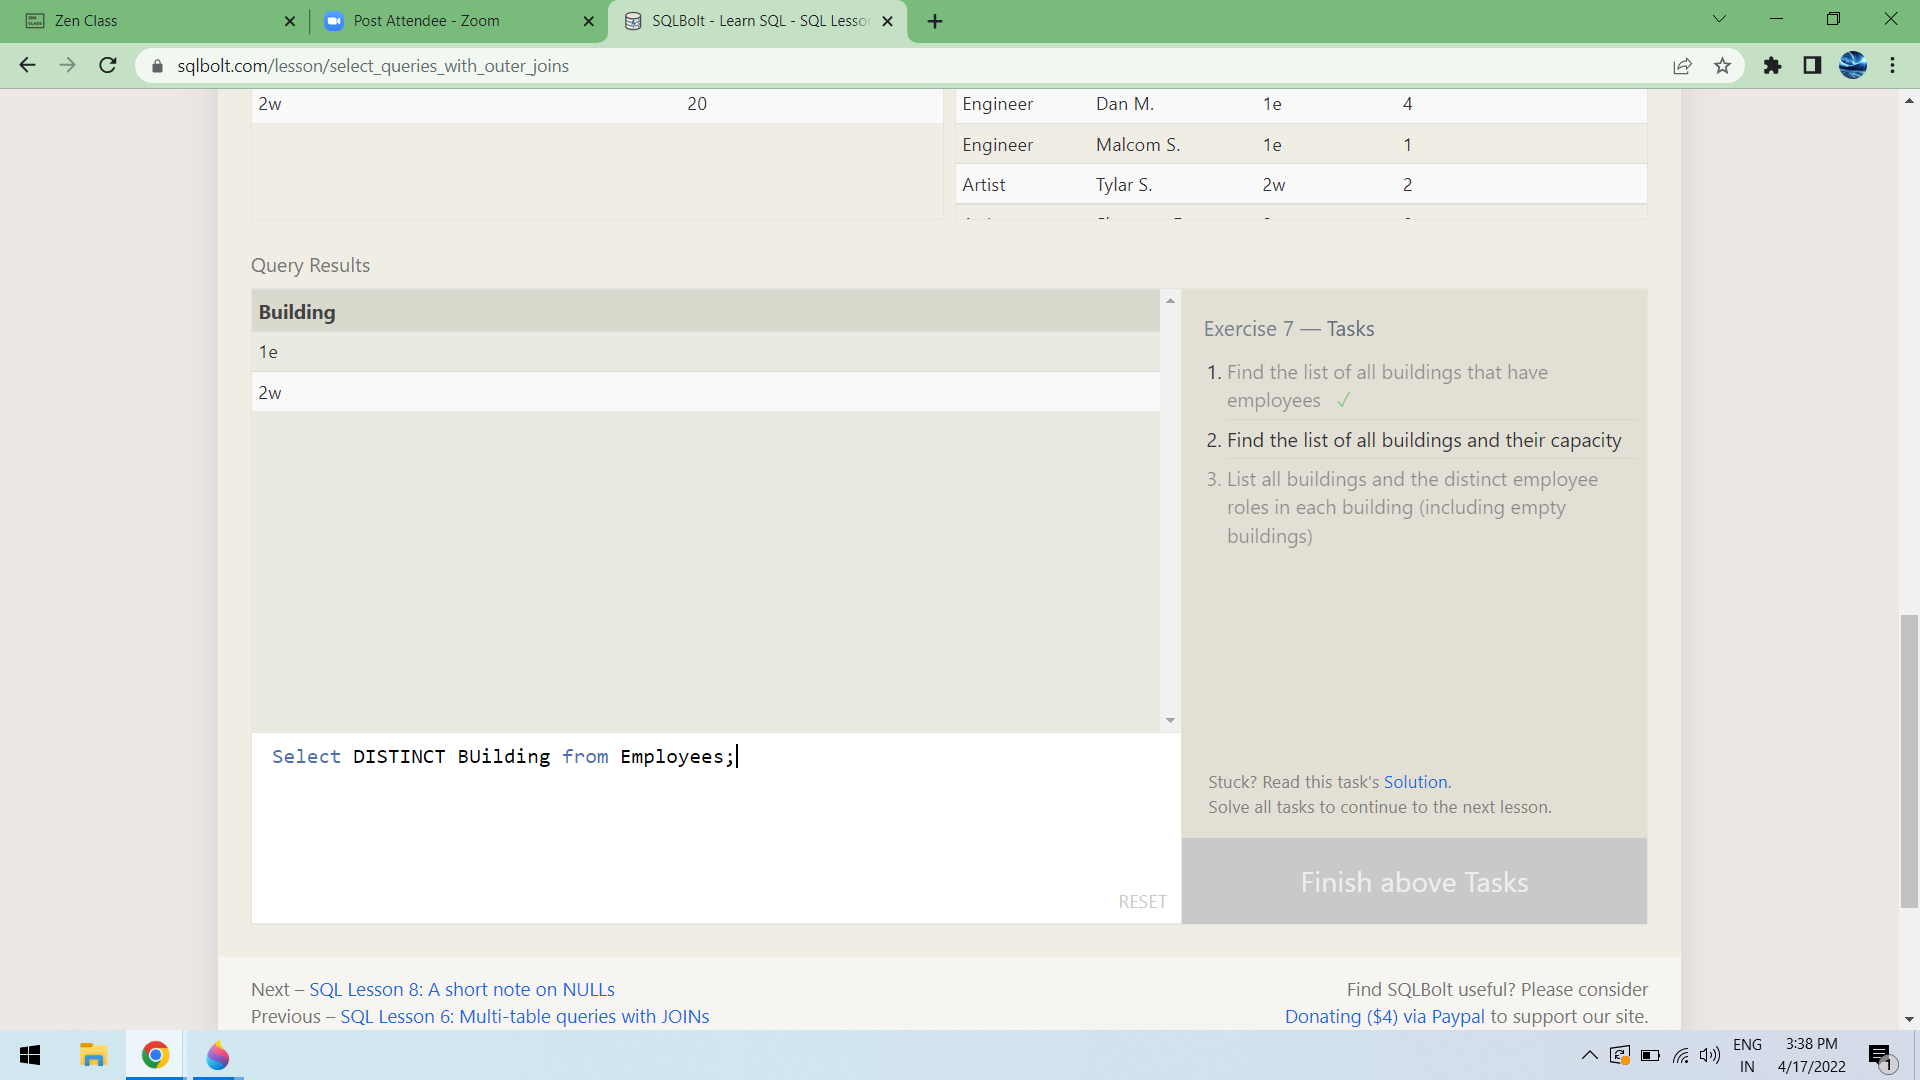 Zen Class
Post Attendee - Zoom
SQLBolt - Learn SQL - SQL Lesso
sqlbolt.com/lesson/select_queries_with_outer_joins
2w 20
Engineer Dan M. 1e 4
Engineer Malcom S. 1e 1
Artist Tylar S. 2w 2
Query Results
Building
1e
2w
Exercise 7 — Tasks
1. Find the list of all buildings that have
employees ✓
2. Find the list of all buildings and their capacity
3. List all buildings and the distinct employee
roles in each building (including empty
buildings)
Select DISTINCT BUilding from Employees;
Stuck? Read this task's Solution.
Solve all tasks to continue to the next lesson.
RESET
Finish above Tasks
Next – SQL Lesson 8: A short note on NULLs
Previous – SQL Lesson 6: Multi-table queries with JOINs
Find SQLBolt useful? Please consider
Donating ($4) via Paypal to support our site.
ENG
IN
3:38 PM
4/17/2022
1